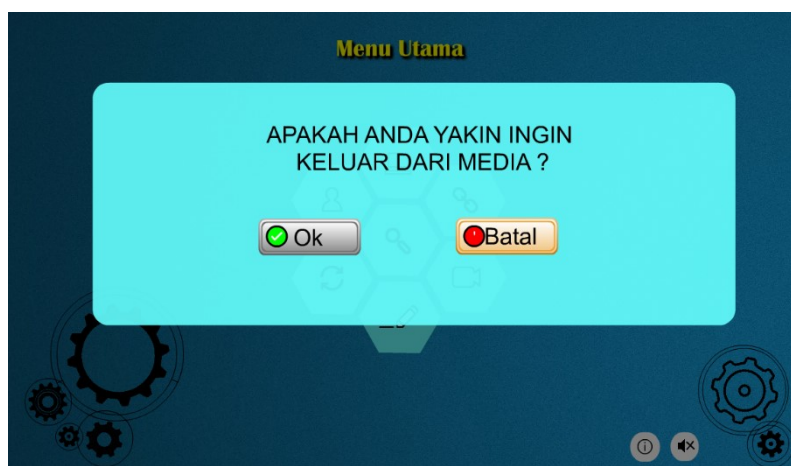 Menu Utama
APAKAH ANDA YAKIN INGIN
KELUAR DARI MEDIA ?
Ok
Batal